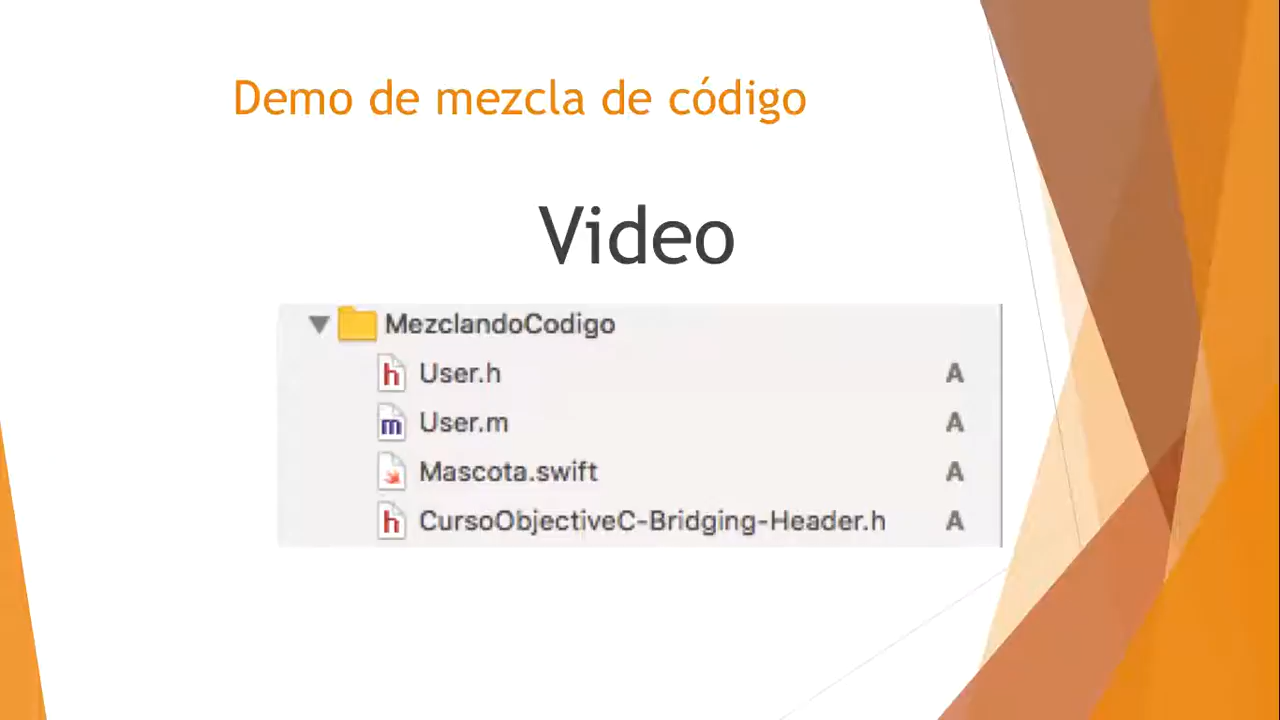 Demo de mezcla de código
Video
MezclandoCodigo
h User.h A
m User.m A
Mascota.swift A
h CursoObjectiveC-Bridging-Header.h A